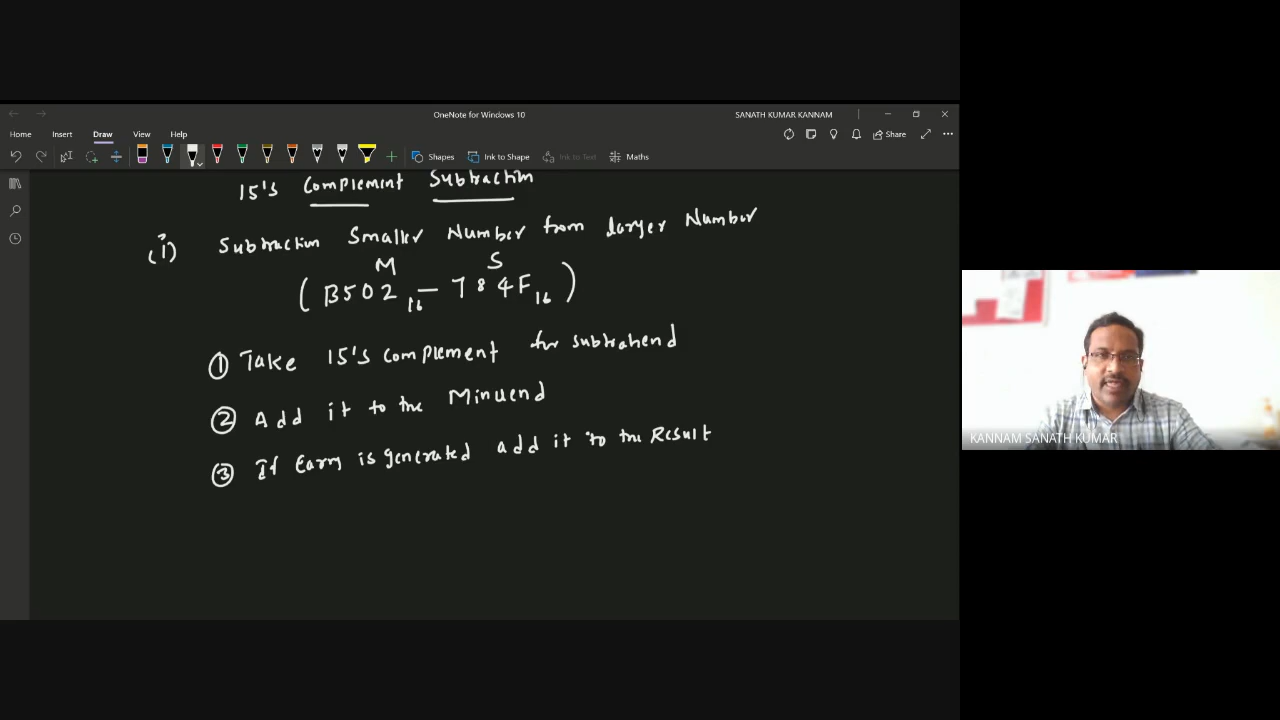 OneNote for Windows 10
SANATH KUMAR KANNAM
Home Insert Draw View Help
Share
Shapes Ink to Shape Ink to Text Maths
15's Complement Subtraction
(i) Subtraction Smaller Number from larger Number
M S
( B502 16 – 784F 16 )
① Take 15's complement for subtrahend
② Add it to the Minuend
③ If Carry is generated add it to the Result
KANNAM SANATH KUMAR